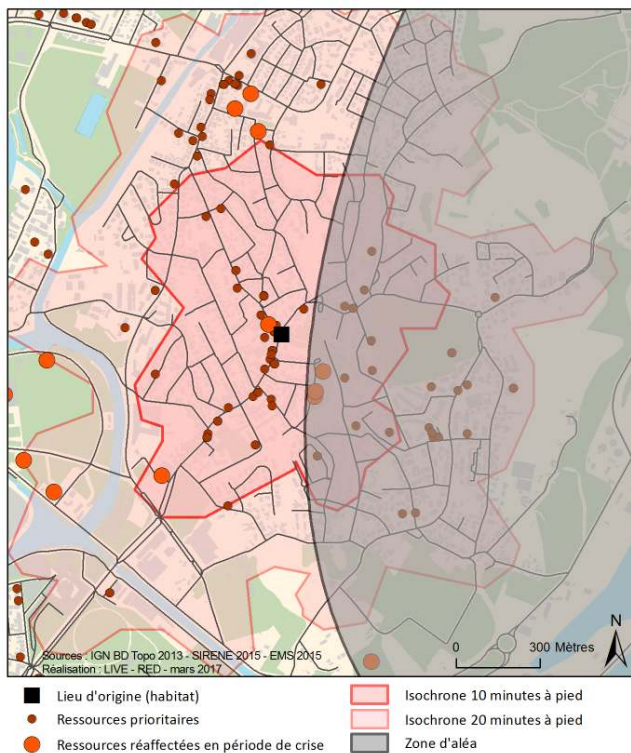 Sources : IGN BD Topo 2013 - SIRENE 2015 - EMS 2015
Réalisation : LIVE - RED - mars 2017
0 300 Mètres
N
Lieu d'origine (habitat)
Ressources prioritaires
Ressources réaffectées en période de crise
Isochrone 10 minutes à pied
Isochrone 20 minutes à pied
Zone d'aléa